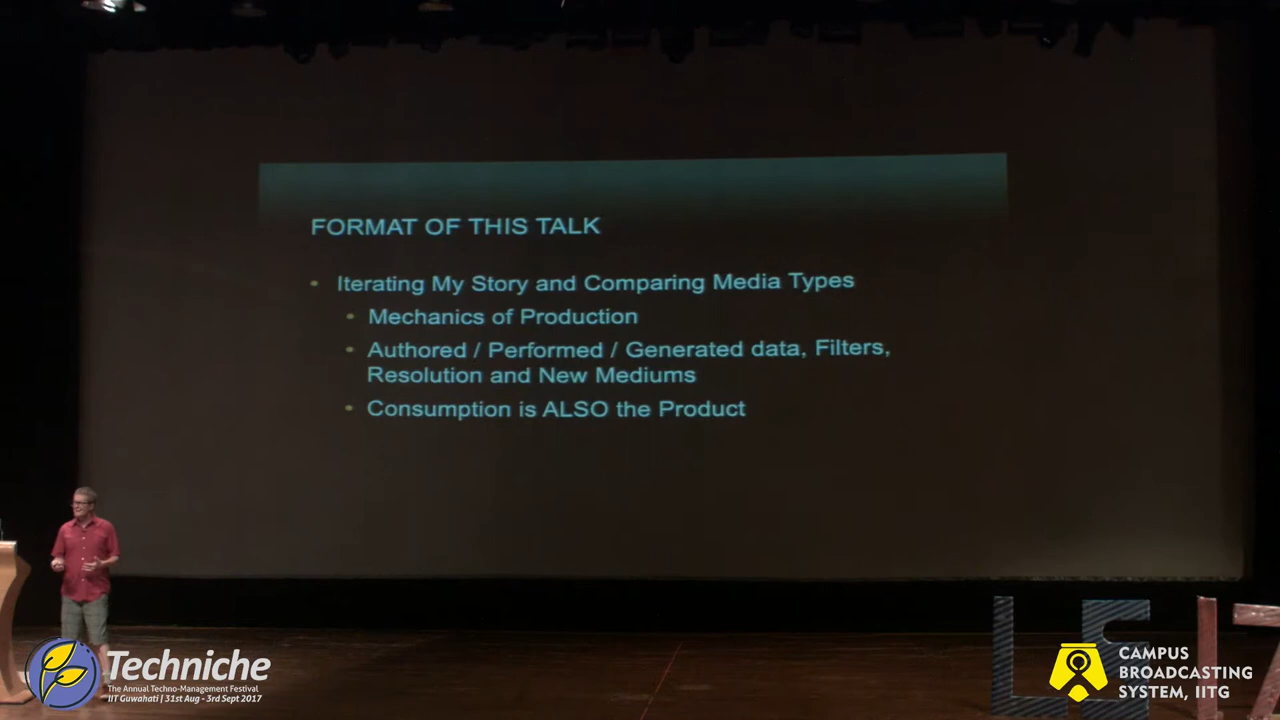 FORMAT OF THIS TALK
• Iterating My Story and Comparing Media Types
• Mechanics of Production
• Authored / Performed / Generated data, Filters,
Resolution and New Mediums
• Consumption is ALSO the Product
LE17
Techniche
The Annual Techno-Management Festival
IIT Guwahati | 31st Aug - 3rd Sept 2017
CAMPUS
BROADCASTING
SYSTEM, IITG